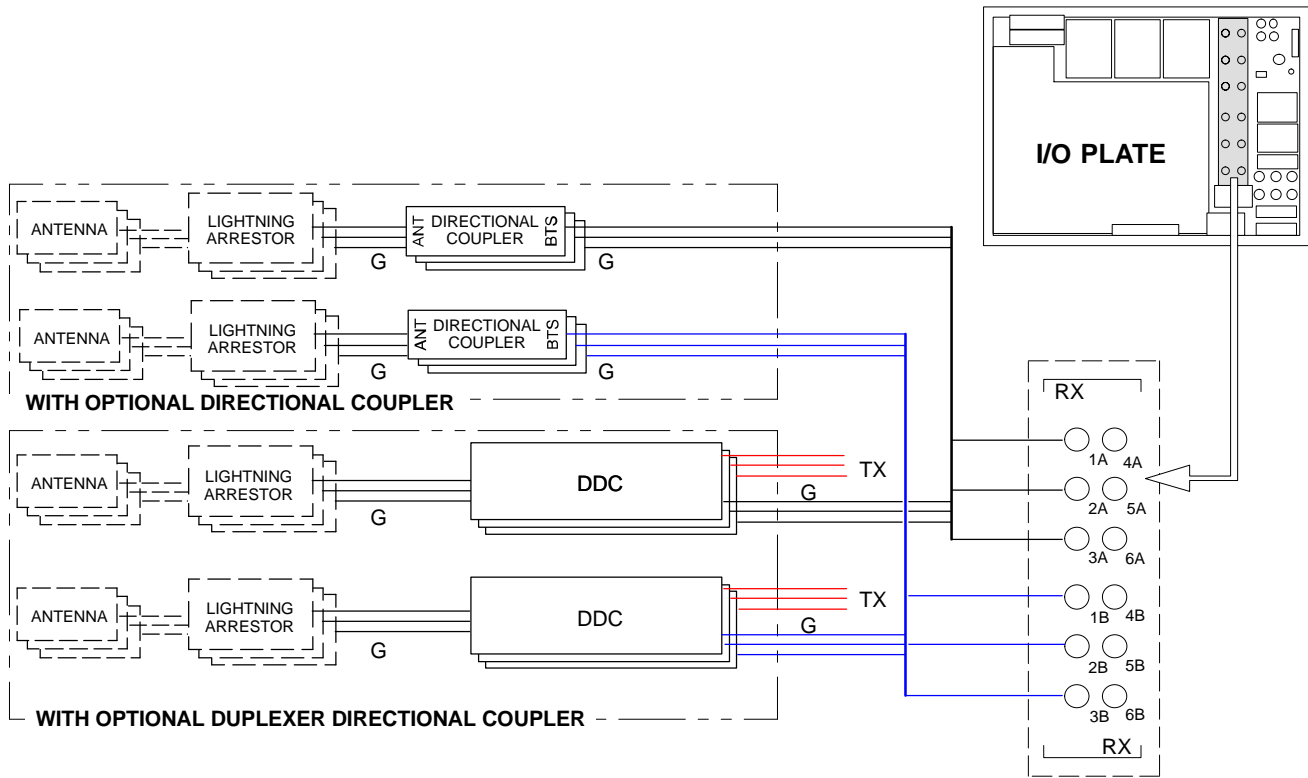 I/O PLATE
ANTENNA
LIGHTNING
ARRESTOR
G
ANT
DIRECTIONAL
COUPLER
BTS
G
ANTENNA
LIGHTNING
ARRESTOR
G
ANT
DIRECTIONAL
COUPLER
BTS
G
WITH OPTIONAL DIRECTIONAL COUPLER
ANTENNA
LIGHTNING
ARRESTOR
G
DDC
TX
G
ANTENNA
LIGHTNING
ARRESTOR
G
DDC
TX
G
WITH OPTIONAL DUPLEXER DIRECTIONAL COUPLER
RX
1A 4A
2A 5A
3A 6A
1B 4B
2B 5B
3B 6B
RX